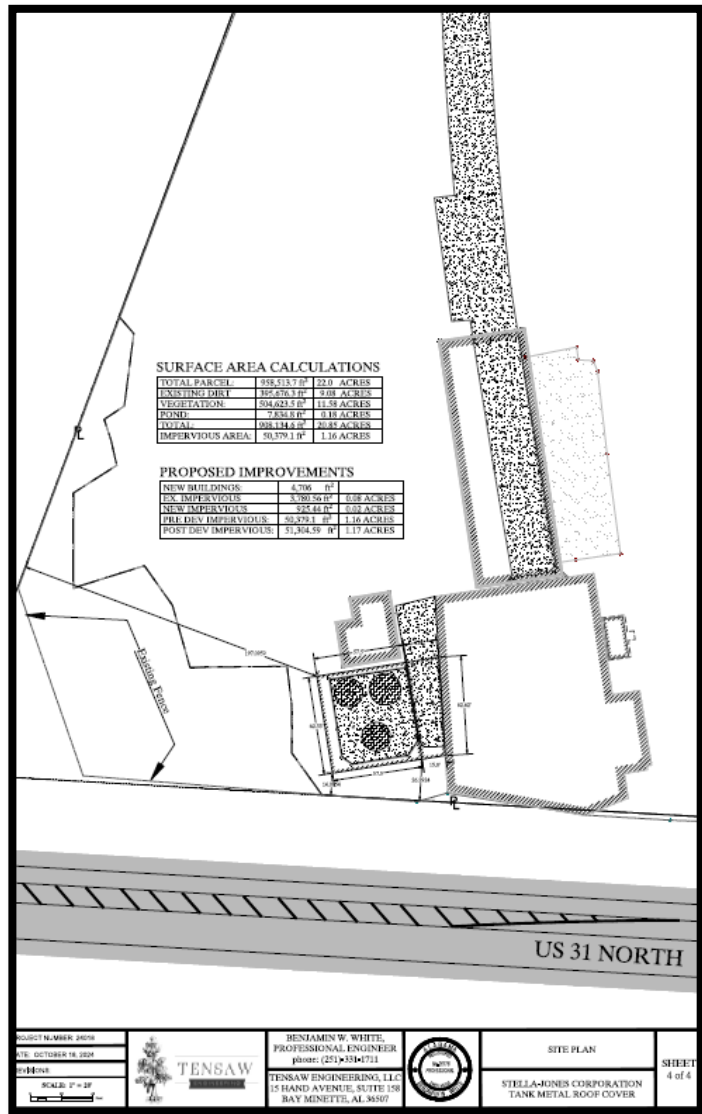 SURFACE AREA CALCULATIONS
TOTAL PARCEL: 958,513.7 ft² 22.0 ACRES
EXISTING DIRT 395,676.3 ft² 9.08 ACRES
VEGETATION: 504,623.5 ft² 11.58 ACRES
POND: 7,834.8 ft² 0.18 ACRES
TOTAL: 908,134.6 ft² 20.85 ACRES
IMPERVIOUS AREA: 50,379.1 ft² 1.16 ACRES
PROPOSED IMPROVEMENTS
NEW BUILDINGS: 4,706 ft²
EX. IMPERVIOUS 3,780.56 ft² 0.08 ACRES
NEW IMPERVIOUS 925.44 ft² 0.02 ACRES
PRE DEV IMPERVIOUS: 50,379.1 ft² 1.16 ACRES
POST DEV IMPERVIOUS: 51,304.59 ft² 1.17 ACRES
Existing Fence
US 31 NORTH
PROJECT NUMBER: 24019
DATE: OCTOBER 16, 2024
REVISIONS:
SCALE: 1" = 20'
TENSAW
ENGINEERING
BENJAMIN W. WHITE,
PROFESSIONAL ENGINEER
phone: (251)-331-1711
TENSAW ENGINEERING, LLC
15 HAND AVENUE, SUITE 158
BAY MINETTE, AL 36507
ALABAMA
PROFESSIONAL
SITE PLAN
STELLA-JONES CORPORATION
TANK METAL ROOF COVER
SHEET
4 of 4